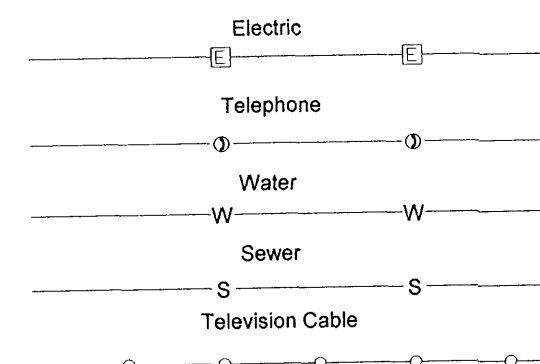 Electric
E E
Telephone
Water
W W
Sewer
S S
Television Cable